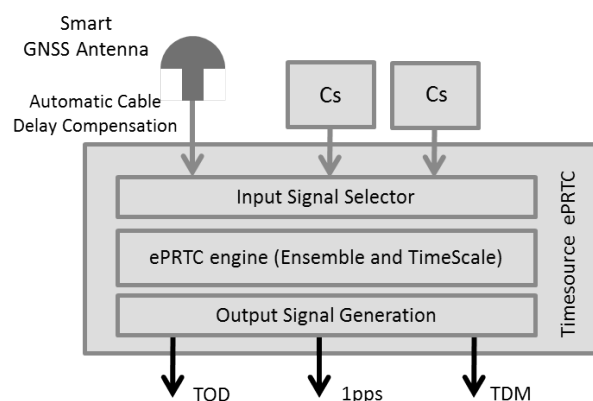 Smart
GNSS Antenna
Automatic Cable
Delay Compensation
Cs
Cs
Input Signal Selector
ePRTC engine (Ensemble and TimeScale)
Output Signal Generation
Timesource ePRTC
TOD
1pps
TDM